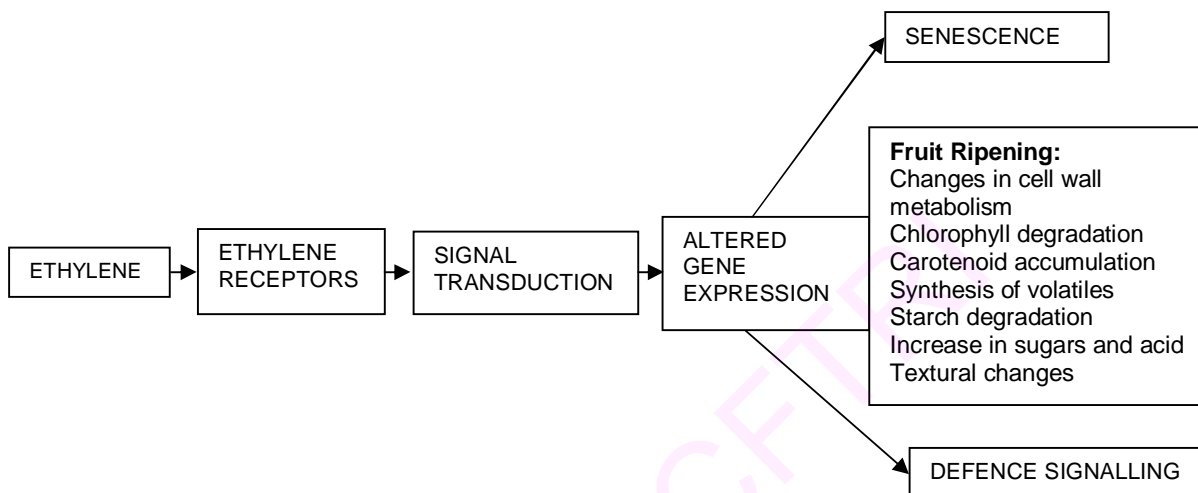 SENESCENCE
Fruit Ripening:
Changes in cell wall
metabolism
Chlorophyll degradation
Carotenoid accumulation
Synthesis of volatiles
Starch degradation
Increase in sugars and acid
Textural changes
ETHYLENE
ETHYLENE
RECEPTORS
SIGNAL
TRANSDUCTION
ALTERED
GENE
EXPRESSION
DEFENCE SIGNALLING
CFTRI